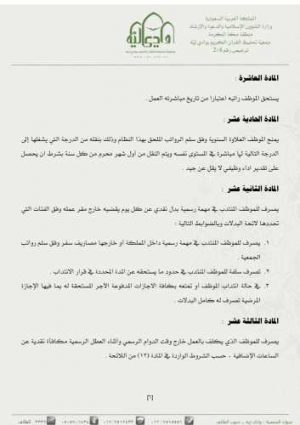 المملكة العربية السعودية
وزارة الشؤون الإسلامية والدعوة والإرشاد
منطقة مكة المكرمة
جمعية تحفيظ القرآن الكريم بوادي ليّة
وادي ليّة
المادة العاشرة :
يستحق الموظف راتبه اعتبارا من تاريخ مباشرته العمل.
المادة الحادية عشر :
يمنح الموظف العلاوة السنوية وفق سلم الرواتب الملحق بهذا النظام وذلك بنقله من الدرجة التي يشغلها إلى
الدرجة التالية لها مباشرة في المستوى نفسه ويتم النقل من أول شهر محرم من كل سنة بشرط ان يحصل
على تقدير اداء وظيفي لا يقل عن جيد .
المادة الثانية عشر :
يصرف للموظف المنتدب في مهمة رسمية بدل نقدي عن كل يوم يقضيه خارج مقر عمله وفق الفئات التي
تحددها لائحة البدلات وبالضوابط التالية :
١. يصرف للموظف المنتدب في مهمة رسمية داخل المملكة أو خارجها مصاريف سفر وفق سلم رواتب
الجمعية .
٢. تصرف سلفة للموظف المنتدب في حدود ما يستحقه عن المدة المحددة في قرار الانتداب .
٣. في حالة انتداب الموظف أو تمتعه بكافة الاجازات المدفوعة الأجر المستحقة له بما فيها الإجازة
المرضية تصرف له كامل البدلات .
المادة الثالثة عشر :
يصرف للموظف الذي يكلف بالعمل خارج وقت الدوام الرسمي وأثناء العطل الرسمية مكافأة نقدية عن
الساعات الإضافية ، حسب الشروط الواردة في المادة (١٣) من اللائحة .